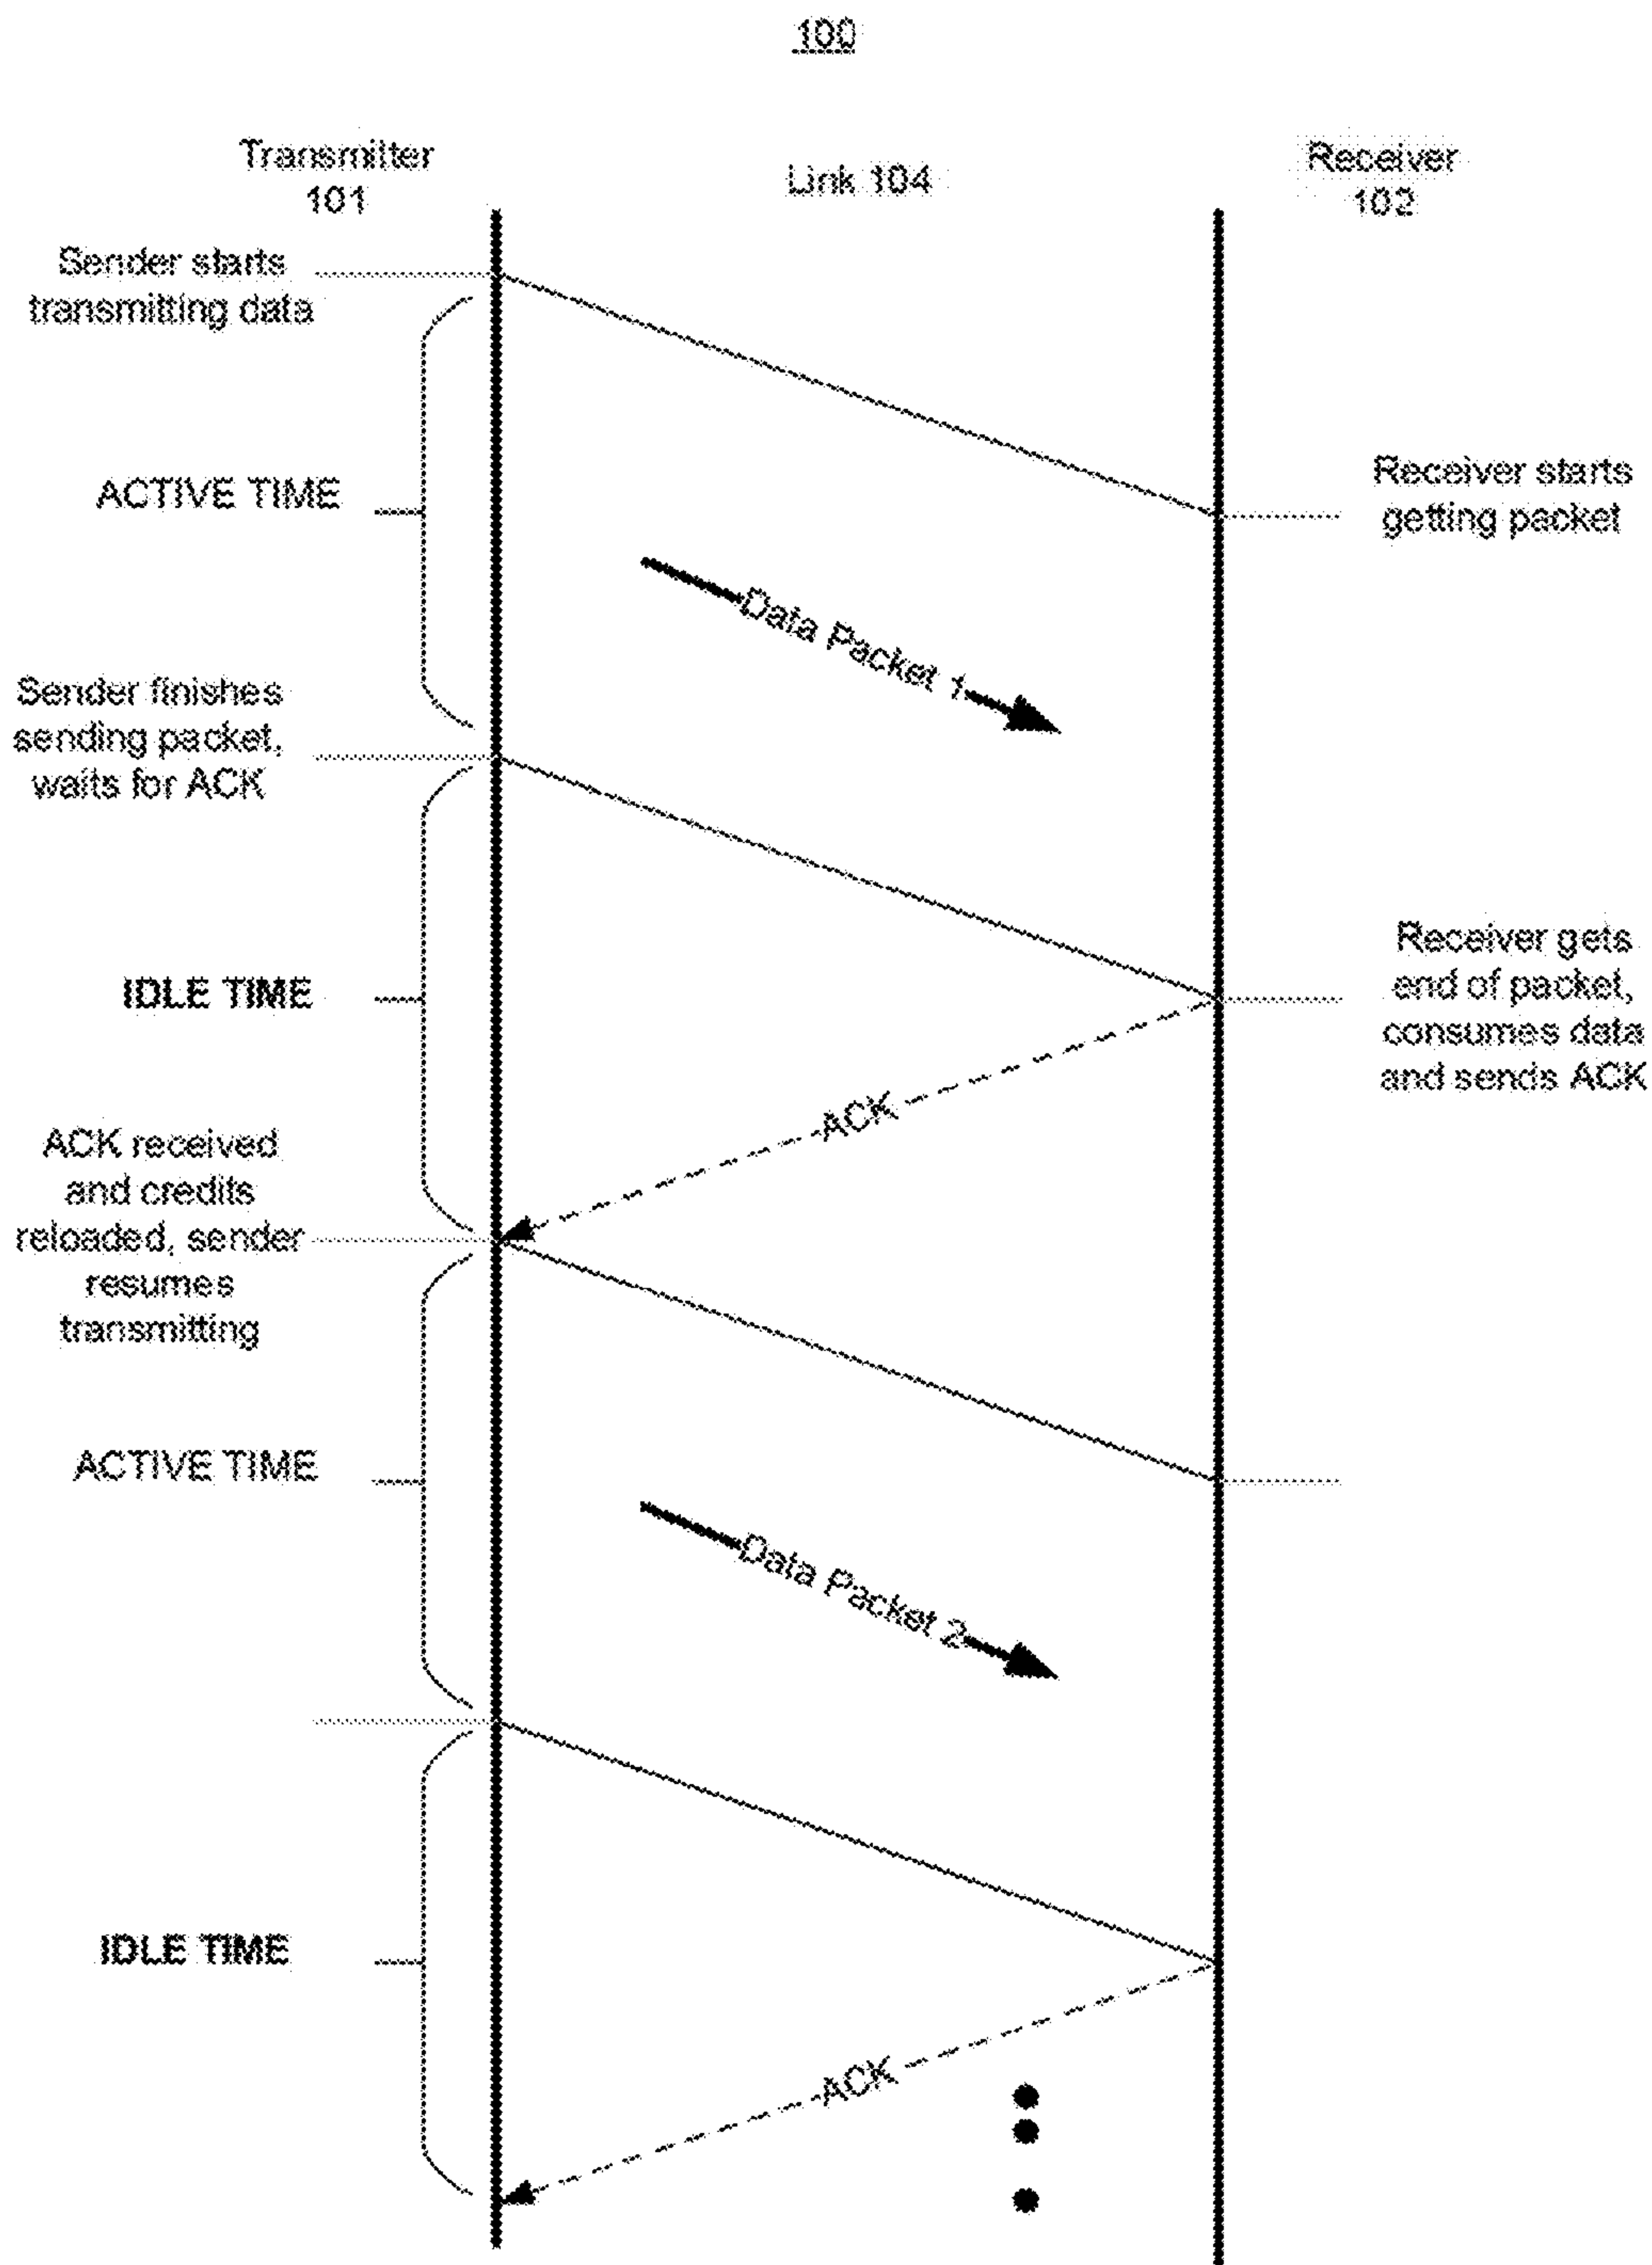 100
Transmitter
101
Link 104
Receiver
102
Sender starts
transmitting data
ACTIVE TIME
Receiver starts
getting packet
Data Packet 1
Sender finishes
sending packet,
waits for ACK
IDLE TIME
Receiver gets
end of packet,
consumes data
and sends ACK
ACK
ACK received
and credits
reloaded, sender
resumes
transmitting
ACTIVE TIME
Data Packet 2
IDLE TIME
ACK